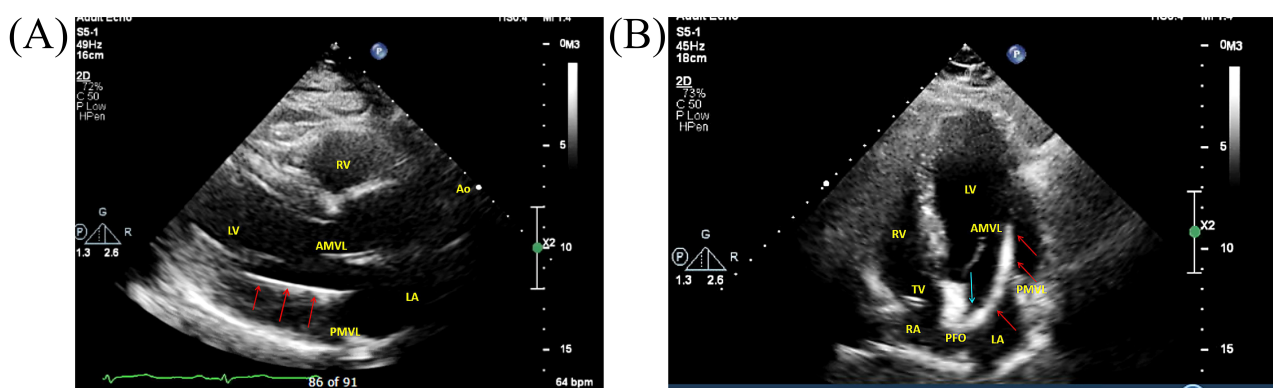 (A)
Adult Echo
S5-1
49Hz
16cm
2D
72%
C 50
P Low
HPen
P
G
P R
1.3 2.6
0 M3
5
X2
10
15
RV
Ao
LV
AMVL
LA
PMVL
86 of 91
64 bpm
(B)
Adult Echo
S5-1
45Hz
18cm
2D
73%
C 50
P Low
HPen
P
G
P R
1.3 2.6
0 M3
5
X2
10
15
LV
AMVL
RV
PMVL
TV
RA
PFO
LA